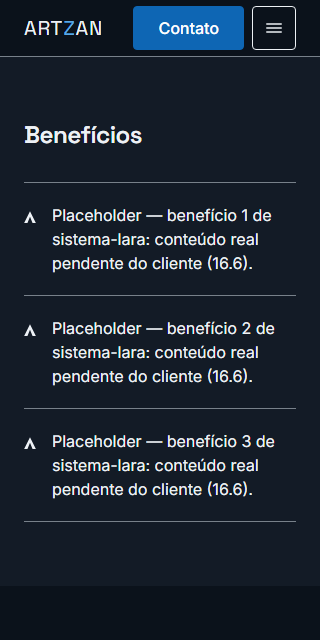 ARTZAN
Contato
Benefícios
Placeholder — benefício 1 de
sistema-lara: conteúdo real
pendente do cliente (16.6).
Placeholder — benefício 2 de
sistema-lara: conteúdo real
pendente do cliente (16.6).
Placeholder — benefício 3 de
sistema-lara: conteúdo real
pendente do cliente (16.6).